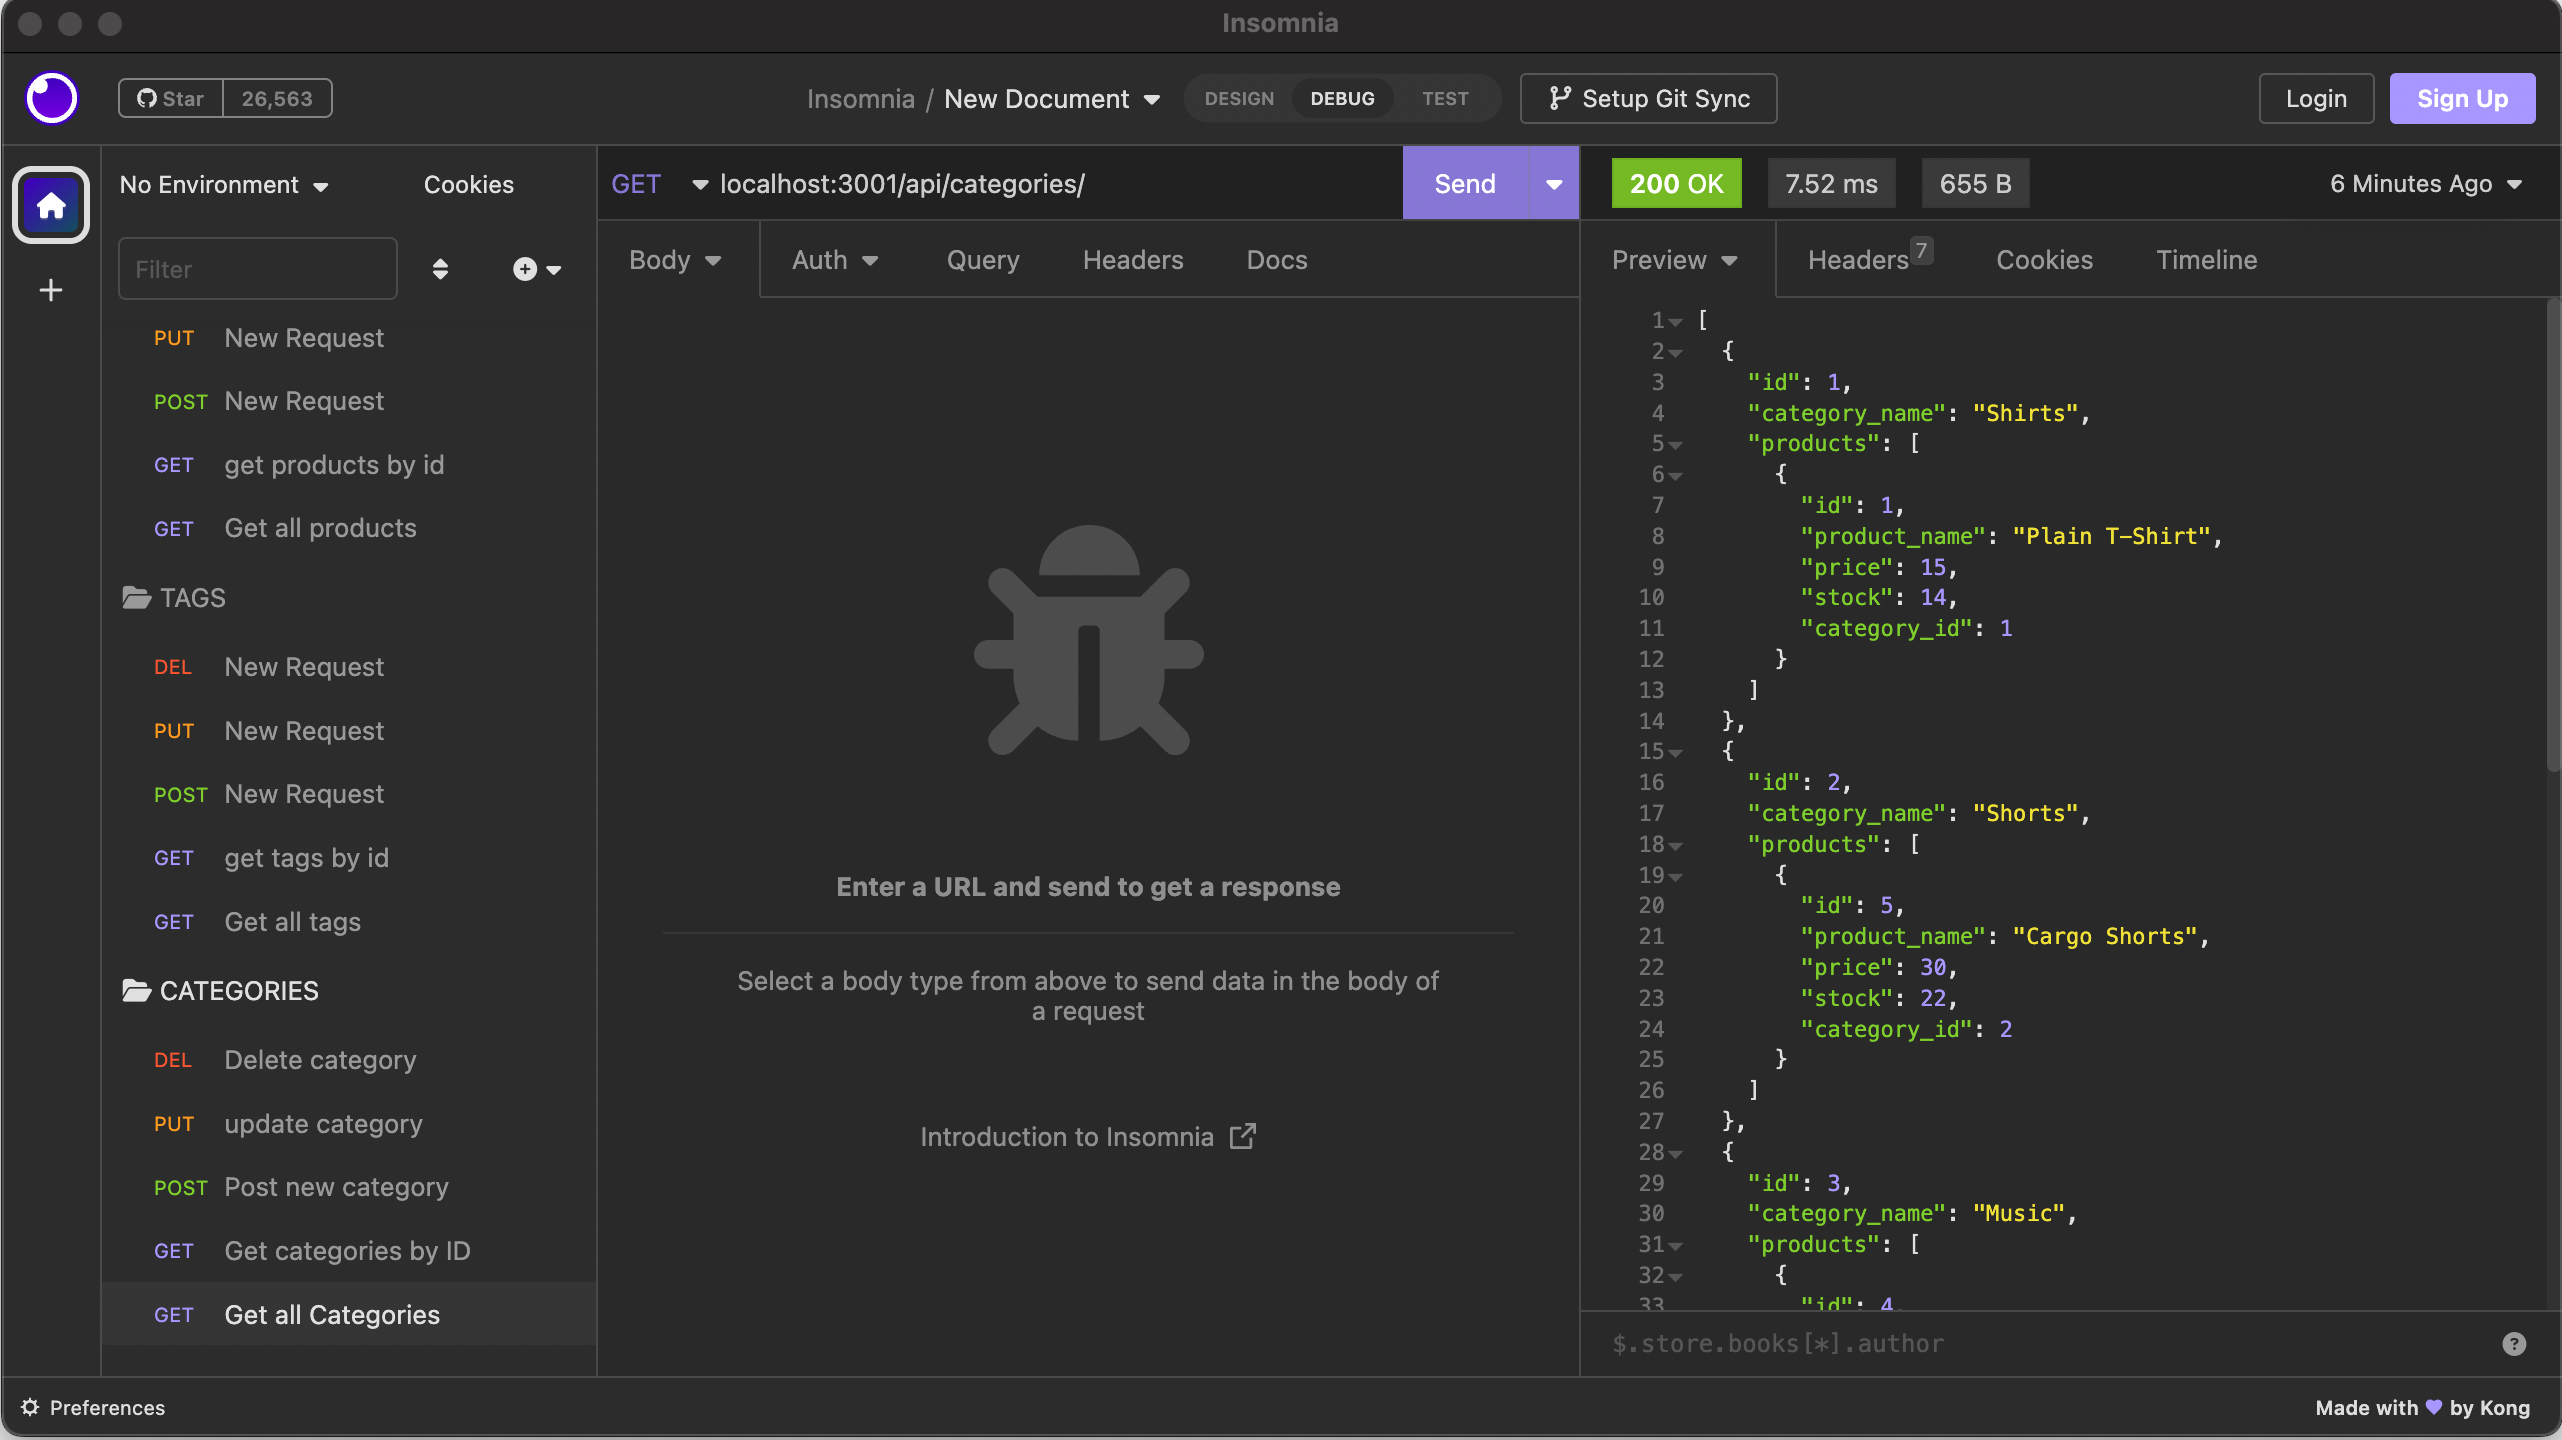 Insomnia
Star 26,563
Insomnia / New Document
DESIGN DEBUG TEST
Setup Git Sync
Login
Sign Up
No Environment
Cookies
Filter
PUT New Request
POST New Request
GET get products by id
GET Get all products
TAGS
DEL New Request
PUT New Request
POST New Request
GET get tags by id
GET Get all tags
CATEGORIES
DEL Delete category
PUT update category
POST Post new category
GET Get categories by ID
GET Get all Categories
GET localhost:3001/api/categories/
Send
Body Auth Query Headers Docs
Enter a URL and send to get a response
Select a body type from above to send data in the body of
a request
Introduction to Insomnia
200 OK 7.52 ms 655 B 6 Minutes Ago
Preview Headers 7 Cookies Timeline
1 [
2 {
3 "id": 1,
4 "category_name": "Shirts",
5 "products": [
6 {
7 "id": 1,
8 "product_name": "Plain T-Shirt",
9 "price": 15,
10 "stock": 14,
11 "category_id": 1
12 }
13 ]
14 },
15 {
16 "id": 2,
17 "category_name": "Shorts",
18 "products": [
19 {
20 "id": 5,
21 "product_name": "Cargo Shorts",
22 "price": 30,
23 "stock": 22,
24 "category_id": 2
25 }
26 ]
27 },
28 {
29 "id": 3,
30 "category_name": "Music",
31 "products": [
32 {
33 "id": 4,
$.store.books[*].author
?
Preferences
Made with 💜 by Kong